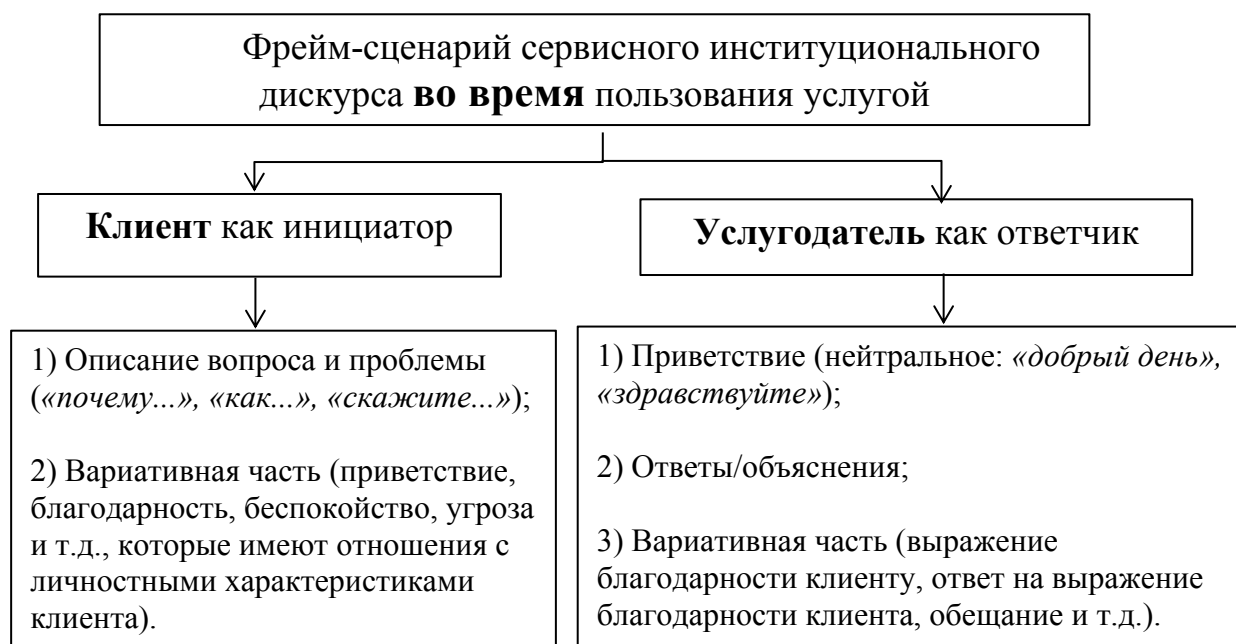 Фрейм-сценарий сервисного институционального
дискурса во время пользования услугой
Клиент как инициатор
Услугодатель как ответчик
1) Описание вопроса и проблемы
(«почему...», «как...», «скажите...»);
2) Вариативная часть (приветствие,
благодарность, беспокойство, угроза
и т.д., которые имеют отношения с
личностными характеристиками
клиента).
1) Приветствие (нейтральное: «добрый день»,
«здравствуйте»);
2) Ответы/объяснения;
3) Вариативная часть (выражение
благодарности клиенту, ответ на выражение
благодарности клиента, обещание и т.д.).